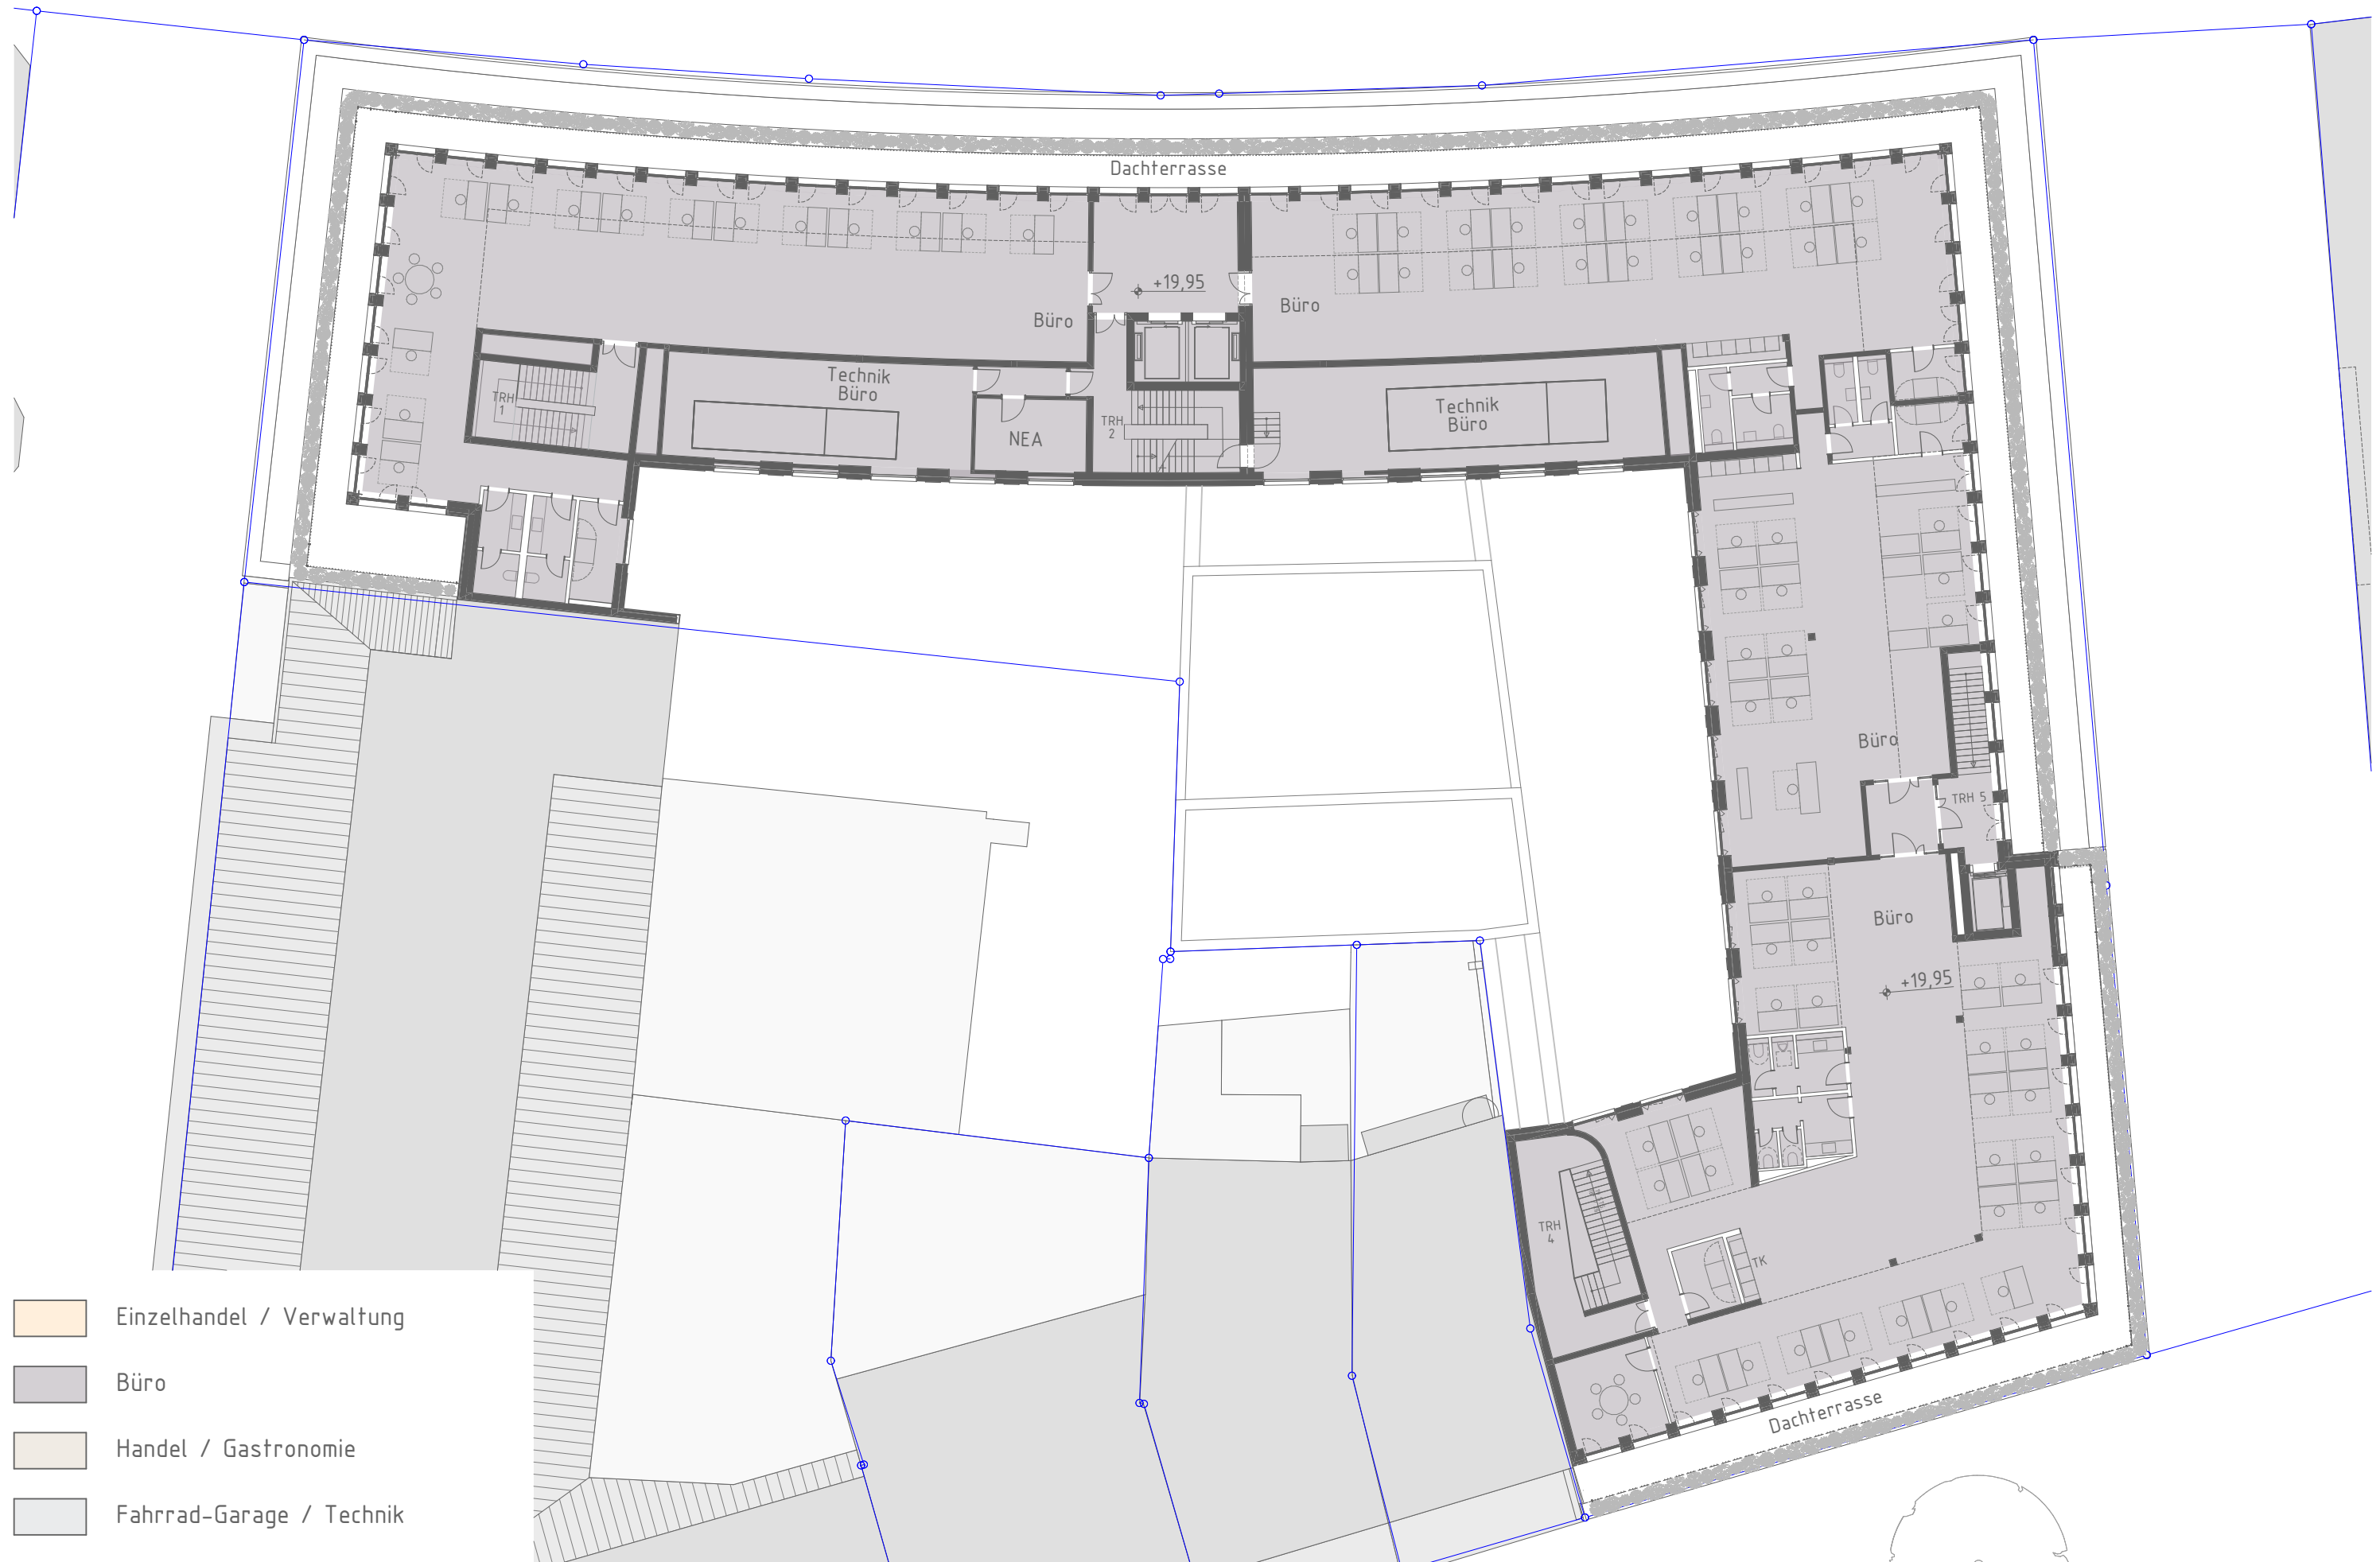 Dachterrasse
+19,95
Büro
Büro
Technik
Büro
TRH
1
NEA
TRH
2
Technik
Büro
Büro
TRH 5
Büro
+19,95
TRH
4
TK
Dachterrasse
Einzelhandel / Verwaltung
Büro
Handel / Gastronomie
Fahrrad-Garage / Technik